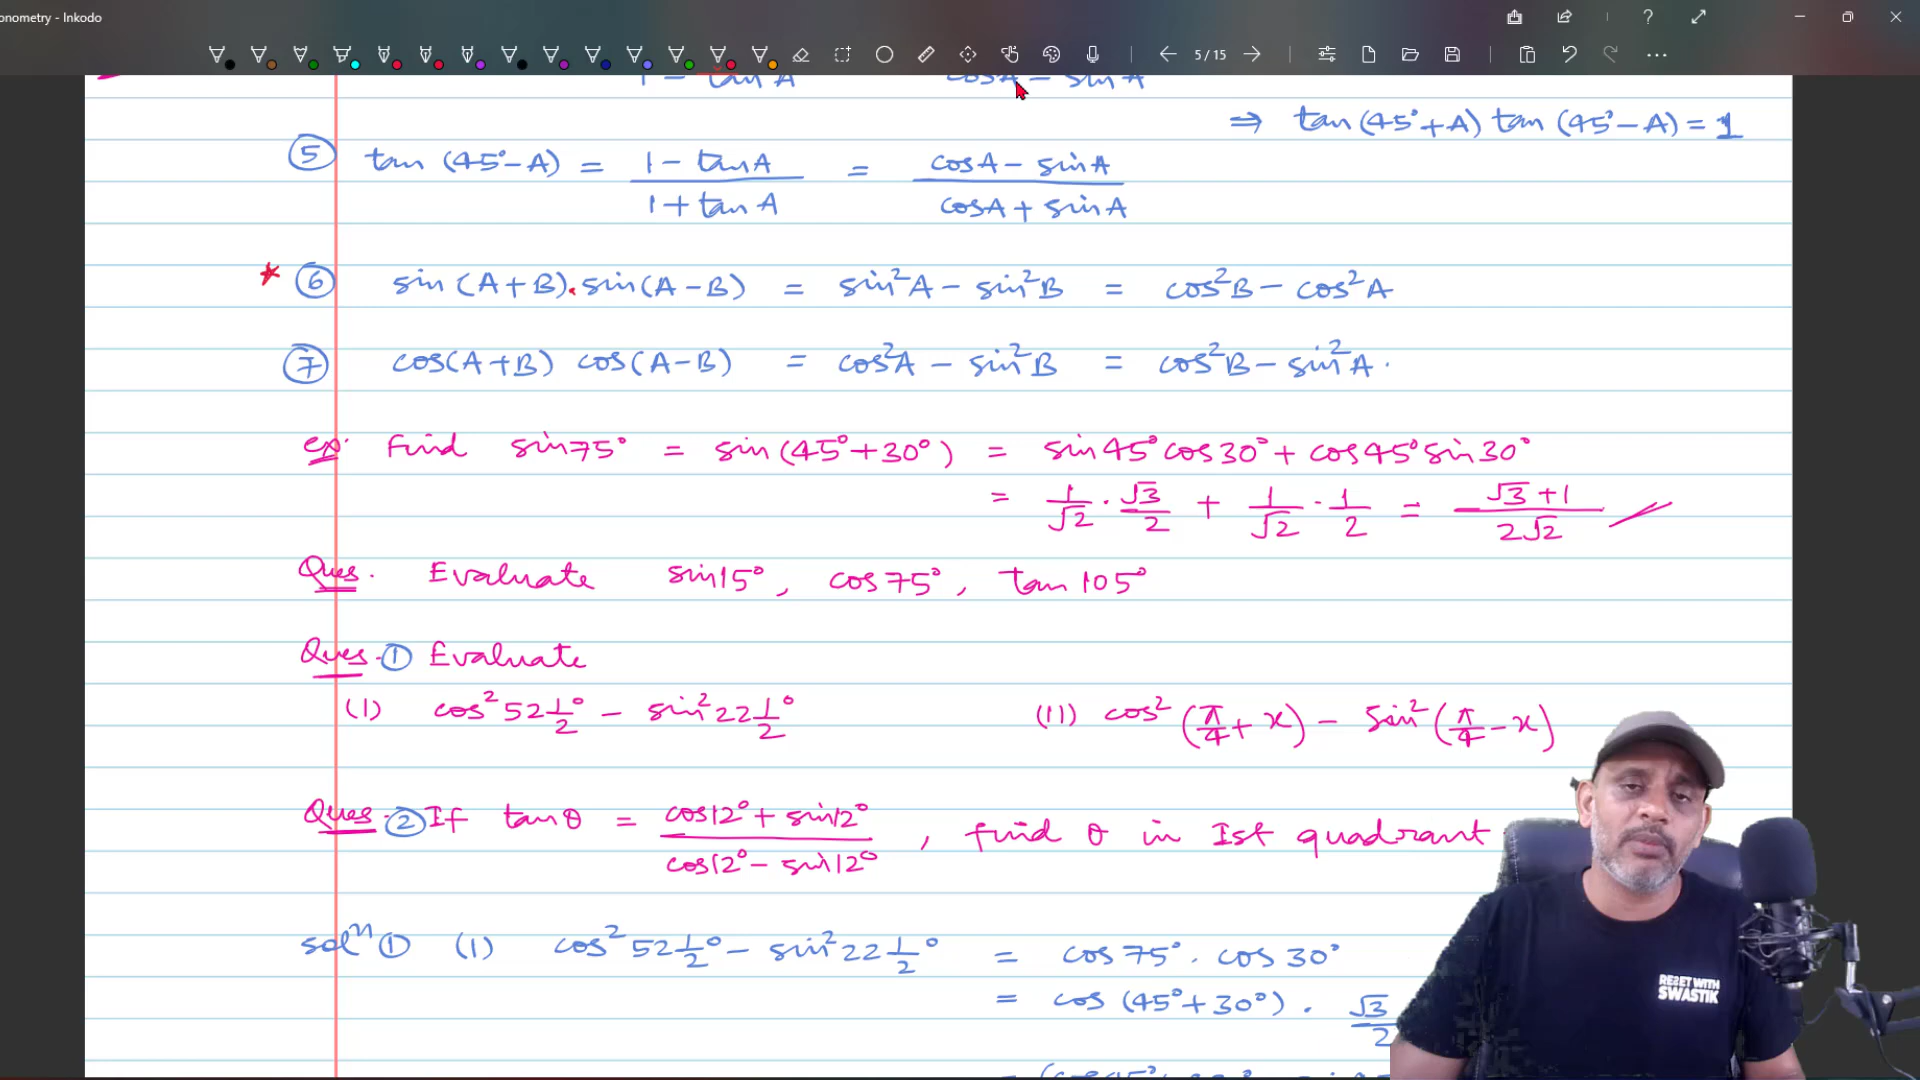 onometry - Inkodo
5/15
1 - tan A   cosA - sin A
⇒ tan(45°+A) tan(45°-A) = 1
⑤ tan (45°-A) = (1 - tanA)/(1 + tan A) = (cosA - sinA)/(cosA + sinA)
* ⑥ sin (A+B).sin(A-B) = sin²A - sin²B = cos²B - cos²A
⑦ cos(A+B) cos(A-B) = cos²A - sin²B = cos²B - sin²A.
ex. Find sin75° = sin(45°+30°) = sin45°cos30° + cos45°sin30°
= 1/√2 · √3/2 + 1/√2 · 1/2 = (√3+1)/(2√2)
Ques. Evaluate sin15°, cos75°, tan105°
Ques.① Evaluate
(I) cos²52½° - sin²22½°   (II) cos²(π/4 + x) - sin²(π/4 - x)
Ques.② If tanθ = (cos12° + sin12°)/(cos12° - sin12°), find θ in Ist quadrant
solⁿ① (I) cos²52½° - sin²22½° = cos75°. cos30°
= cos (45°+30°). √3/2
RESET WITH
SWASTIK